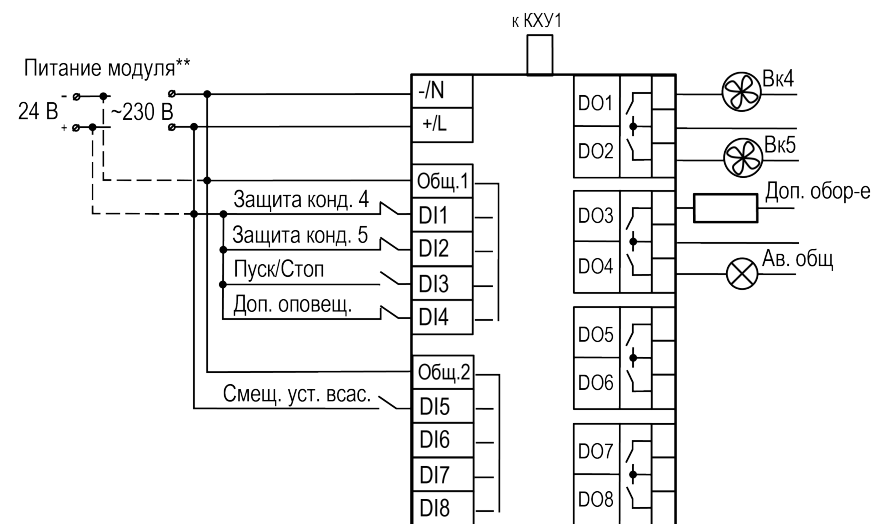 к КХУ1
Питание модуля**
-
24 В
+
~230 В
-/N
+/L
Общ.1
Защита конд. 4
DI1
Защита конд. 5
DI2
Пуск/Стоп
DI3
Доп. оповещ.
DI4
Общ.2
Смещ. уст. всас.
DI5
DI6
DI7
DI8
DO1
Вк4
DO2
Вк5
DO3
Доп. обор-е
DO4
Ав. общ
DO5
DO6
DO7
DO8